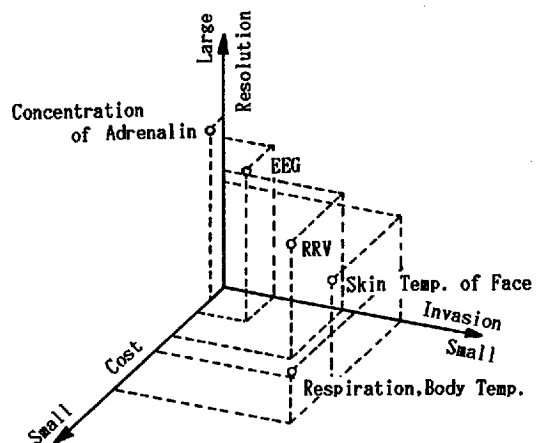 Large
Resolution
Concentration
of Adrenalin
EEG
RRV
Skin Temp. of Face
Invasion
Small
Cost
Small
Respiration,Body Temp.